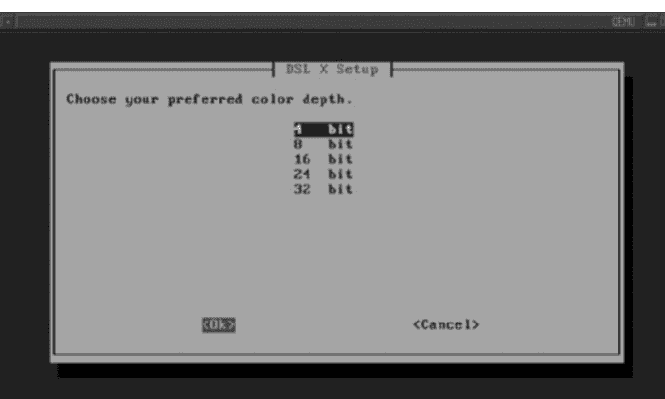 QEMU
DSL X Setup
Choose your preferred color depth.
4 bit
8 bit
16 bit
24 bit
32 bit
<Ok> <Cancel>